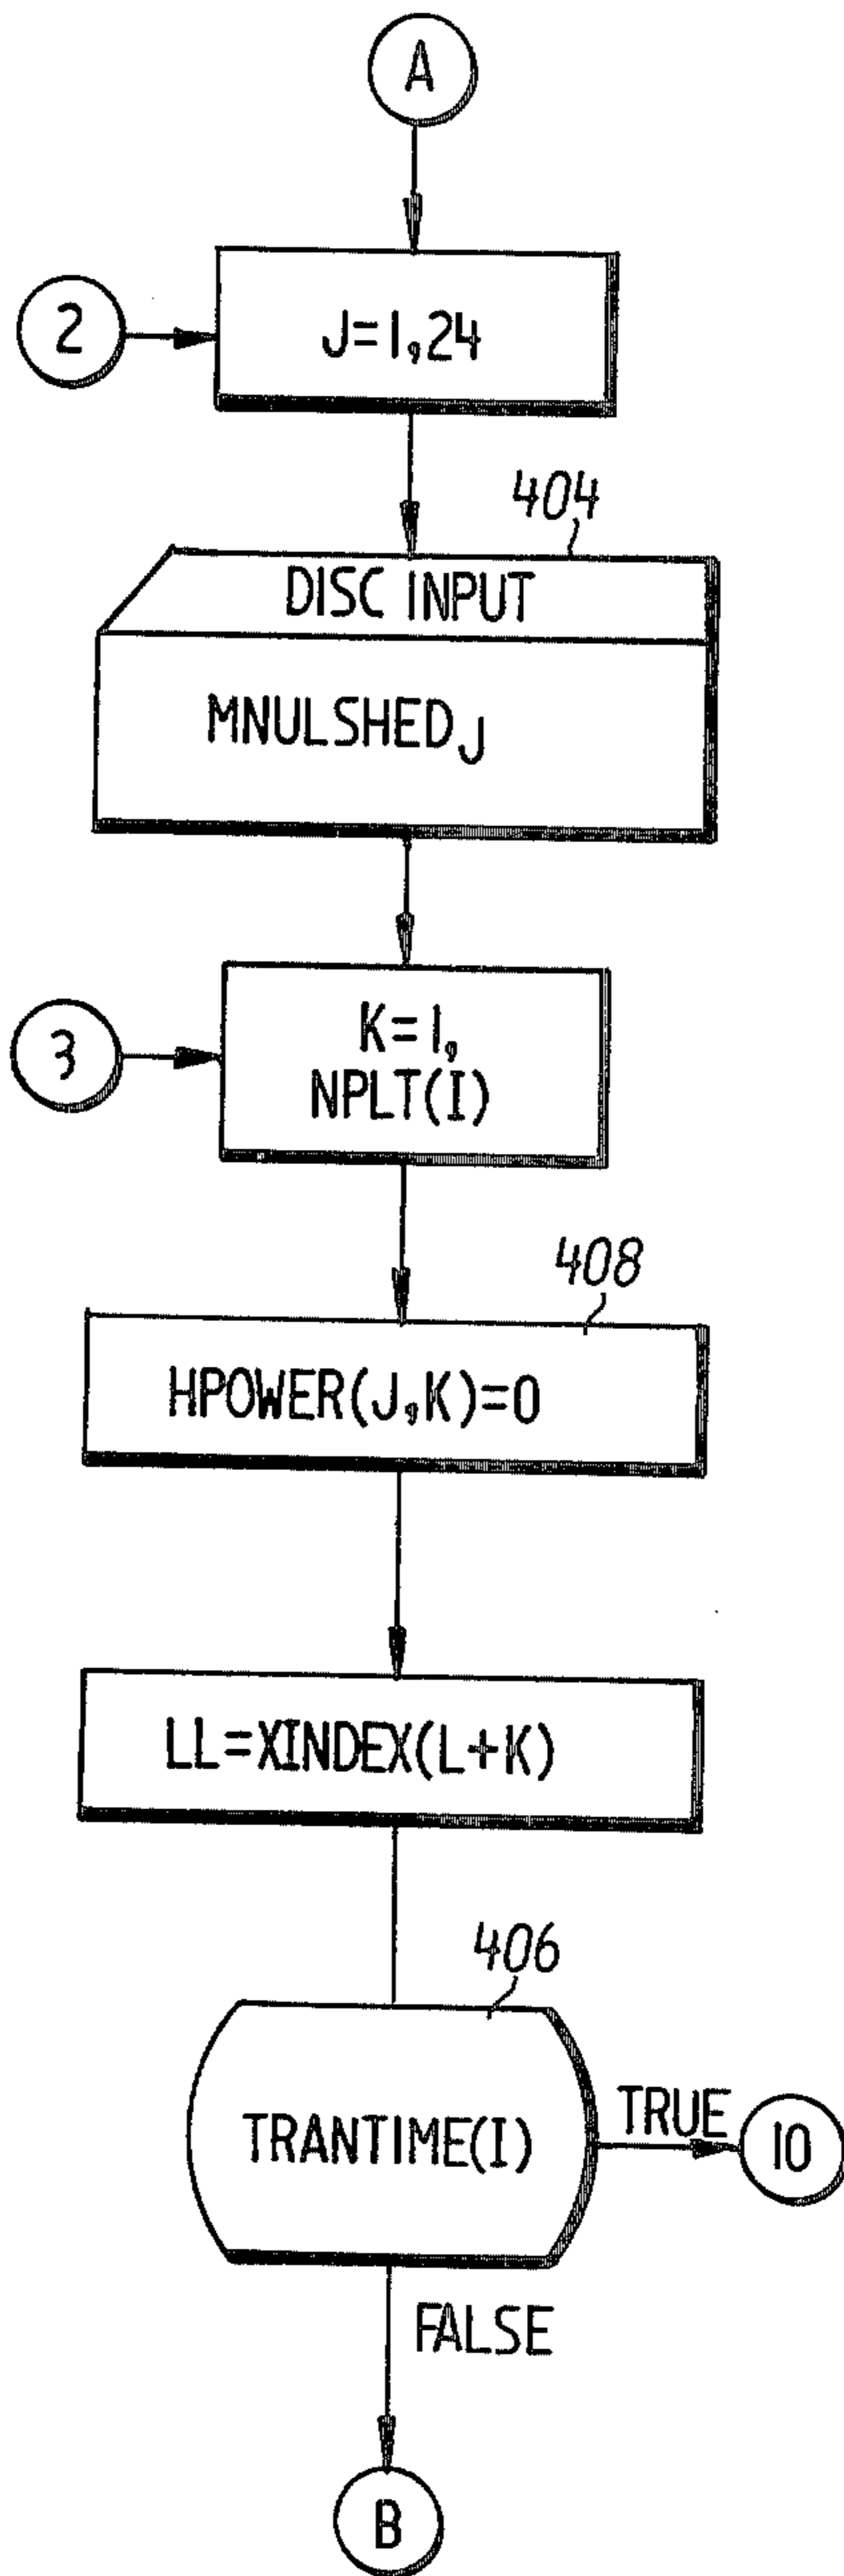 A
2
J=1,24
404
DISC INPUT
MNULSHEDJ
3
K=1,
NPLT(I)
408
HPOWER(J,K)=0
LL=XINDEX(L+K)
406
TRANTIME(I)
TRUE
10
FALSE
B